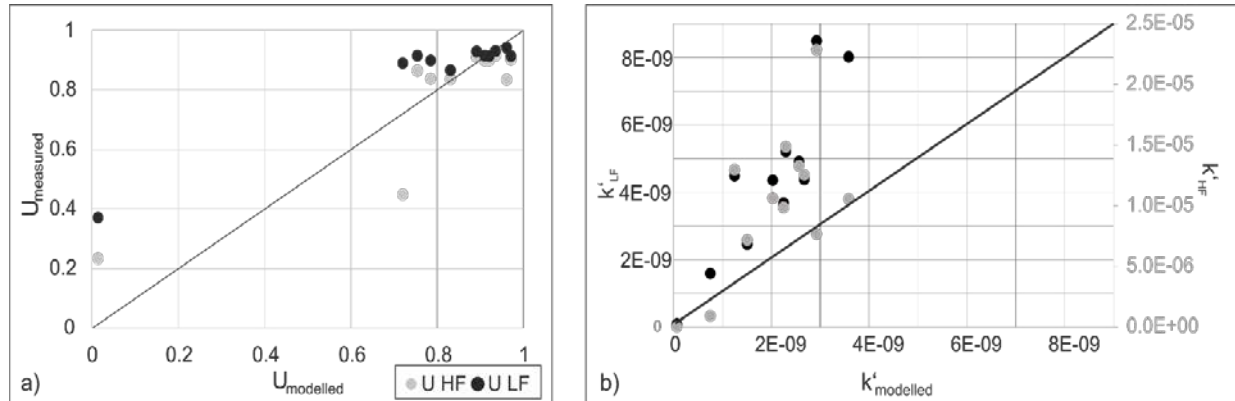 1
0.8
0.6
0.4
0.2
0
U measured
0 0.2 0.4 0.6 0.8 1
U modelled
a)
U HF U LF
8E-09
6E-09
4E-09
2E-09
0
k'LF
2.5E-05
2.0E-05
1.5E-05
1.0E-05
5.0E-06
0.0E+00
k'HF
0 2E-09 4E-09 6E-09 8E-09
k'modelled
b)